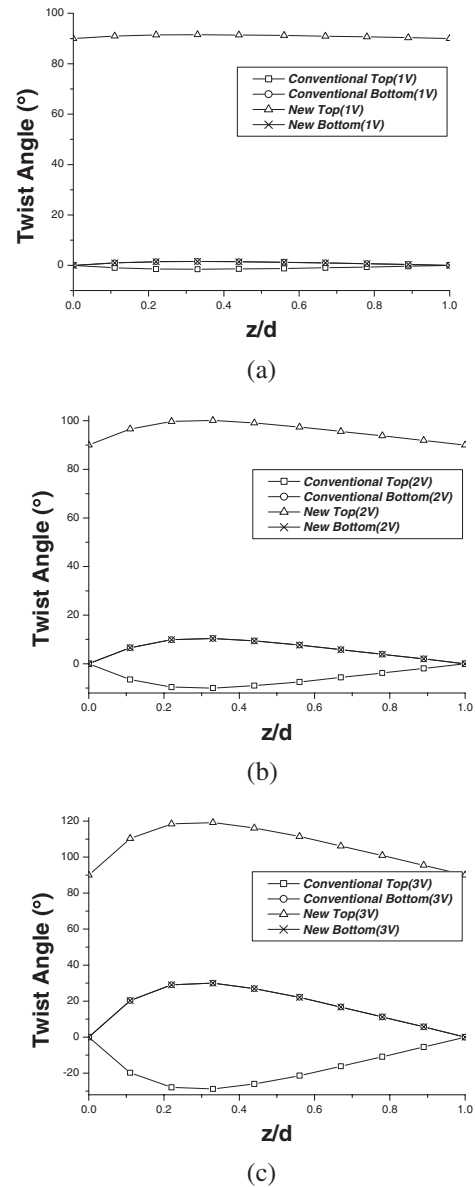 100
80
60
40
20
0
Twist Angle (°)
Conventional Top(1V)
Conventional Bottom(1V)
New Top(1V)
New Bottom(1V)
0.0 0.2 0.4 0.6 0.8 1.0
z/d
(a)
100
80
60
40
20
0
Twist Angle (°)
Conventional Top(2V)
Conventional Bottom(2V)
New Top(2V)
New Bottom(2V)
0.0 0.2 0.4 0.6 0.8 1.0
z/d
(b)
120
100
80
60
40
20
0
-20
Twist Angle (°)
Conventional Top(3V)
Conventional Bottom(3V)
New Top(3V)
New Bottom(3V)
0.0 0.2 0.4 0.6 0.8 1.0
z/d
(c)